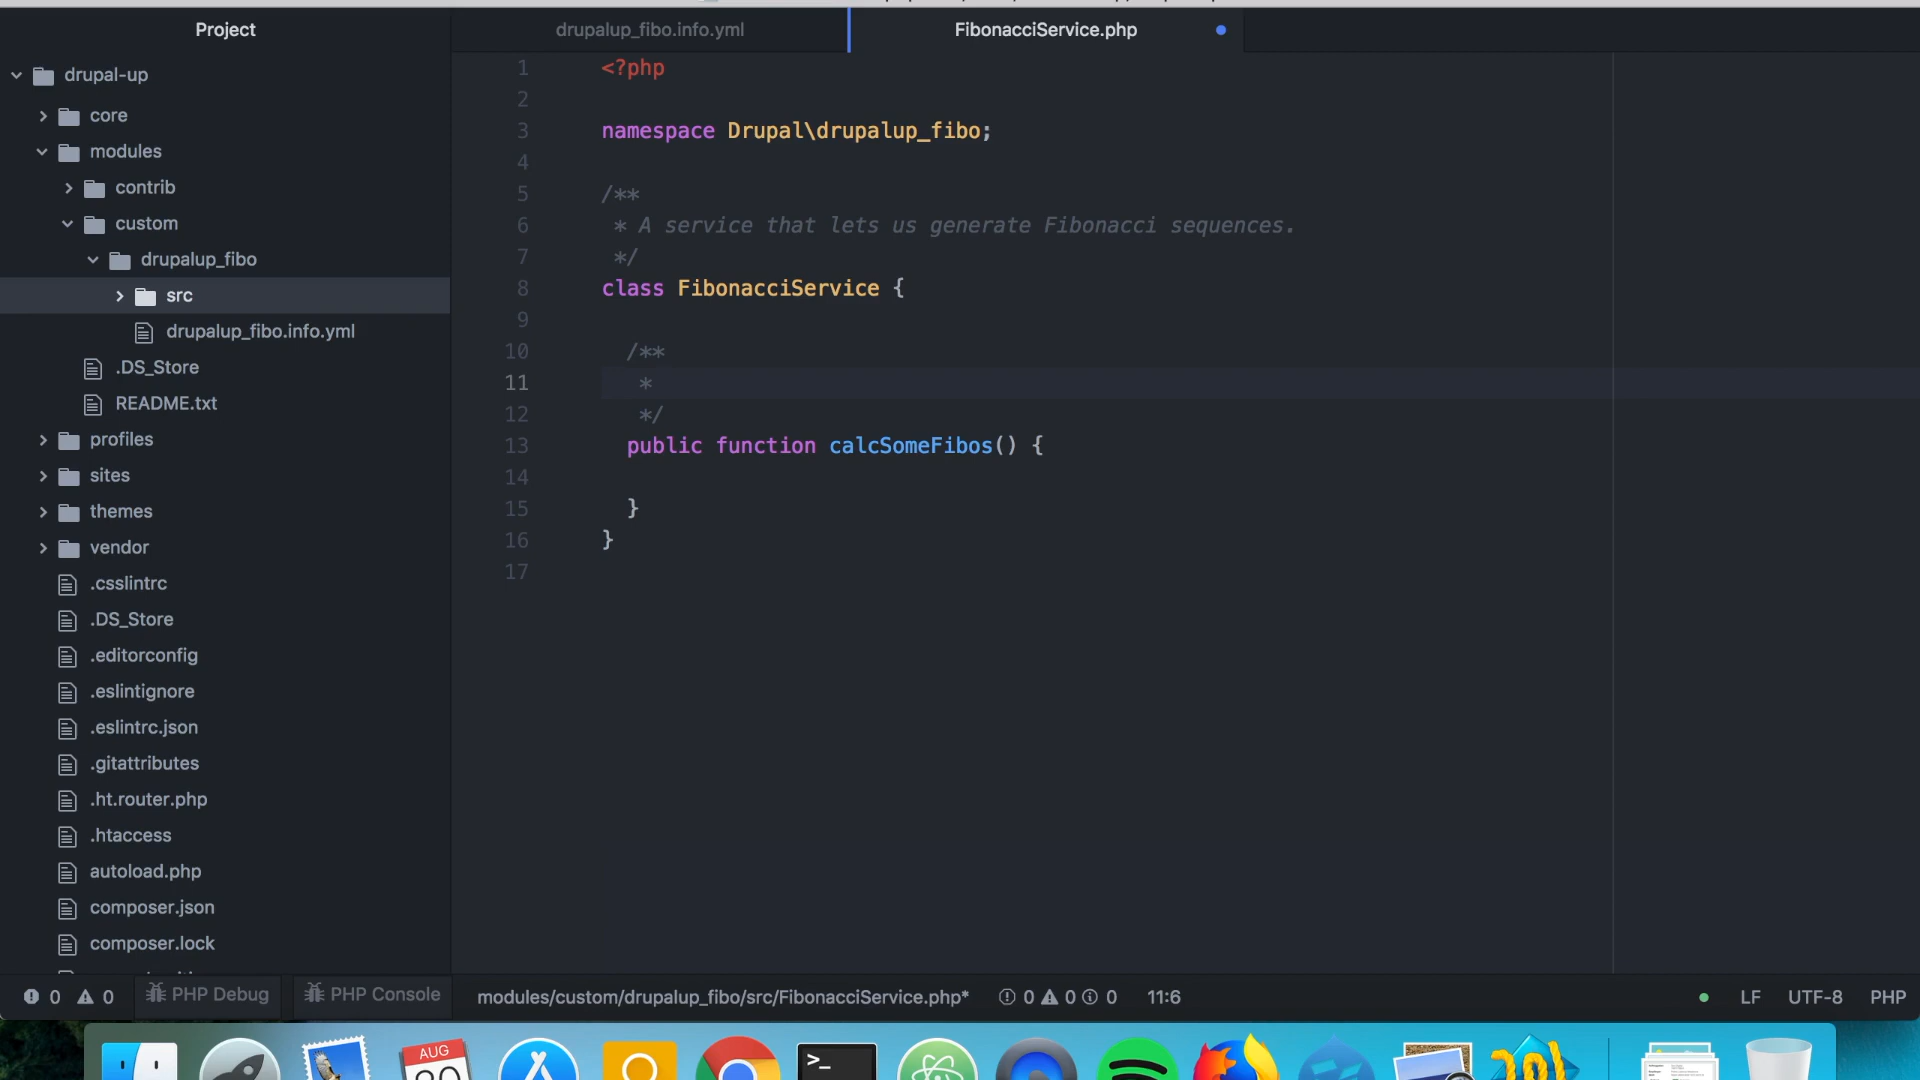 Project
drupalup_fibo.info.yml
FibonacciService.php
drupal-up
core
modules
contrib
custom
drupalup_fibo
src
drupalup_fibo.info.yml
.DS_Store
README.txt
profiles
sites
themes
vendor
.csslintrc
.DS_Store
.editorconfig
.eslintignore
.eslintrc.json
.gitattributes
.ht.router.php
.htaccess
autoload.php
composer.json
composer.lock
1 <?php
2
3 namespace Drupal\drupalup_fibo;
4
5 /**
6 * A service that lets us generate Fibonacci sequences.
7 */
8 class FibonacciService {
9
10 /**
11 *
12 */
13 public function calcSomeFibos() {
14
15 }
16 }
17
0 0 PHP Debug PHP Console modules/custom/drupalup_fibo/src/FibonacciService.php* 0 0 0 11:6 LF UTF-8 PHP
AUG
>_